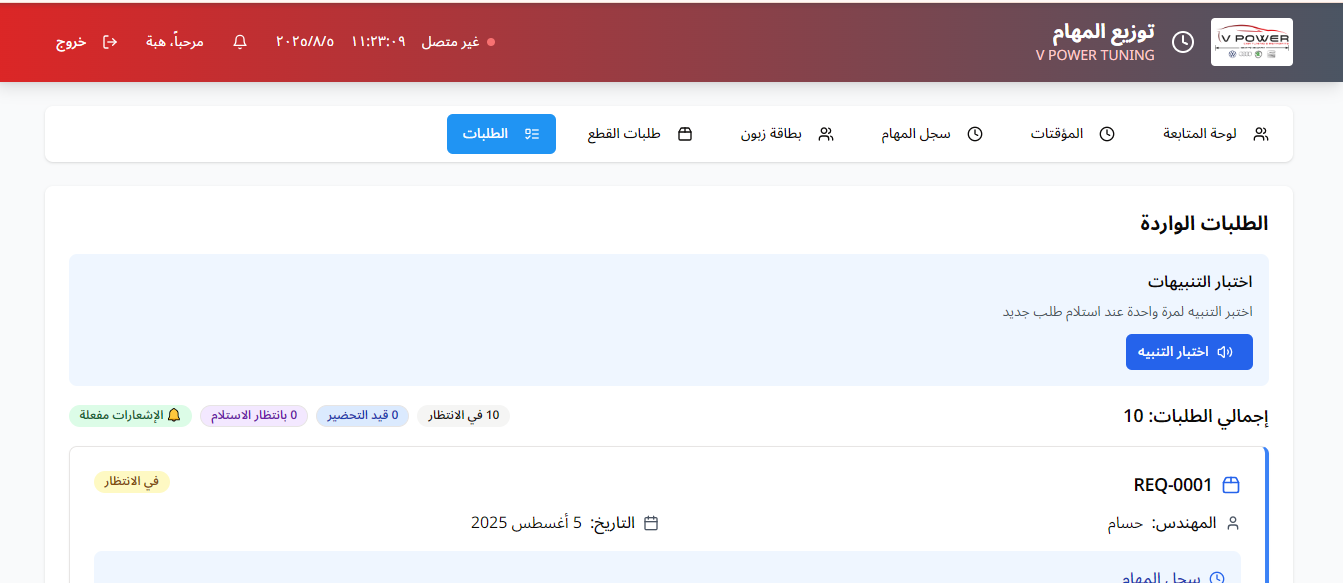 V POWER
توزيع المهام
V POWER TUNING
غير متصل
١١:٢٣:٠٩
٢٠٢٥/٨/٥
مرحباً، هبة
خروج
لوحة المتابعة
المؤقتات
سجل المهام
بطاقة زبون
طلبات القطع
الطلبات
الطلبات الواردة
اختبار التنبيهات
اختبر التنبيه لمرة واحدة عند استلام طلب جديد
اختبار التنبيه
إجمالي الطلبات: 10
10 في الانتظار
0 قيد التحضير
0 بانتظار الاستلام
🔔 الإشعارات مفعلة
REQ-0001
في الانتظار
المهندس: حسام
التاريخ: 5 أغسطس 2025
سجل المهام